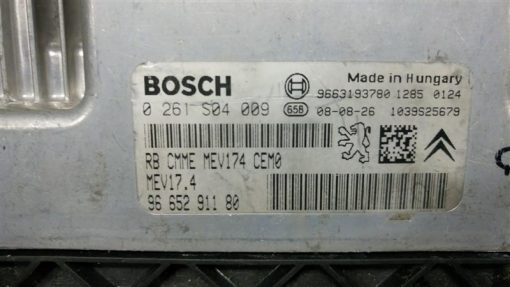 BOSCH
Made in Hungary
9663193780 1285 0124
0 261 S04 009 65B 08-08-26 1039S25679
RB CMME MEV174 CEM0
MEV17.4
96 652 911 80